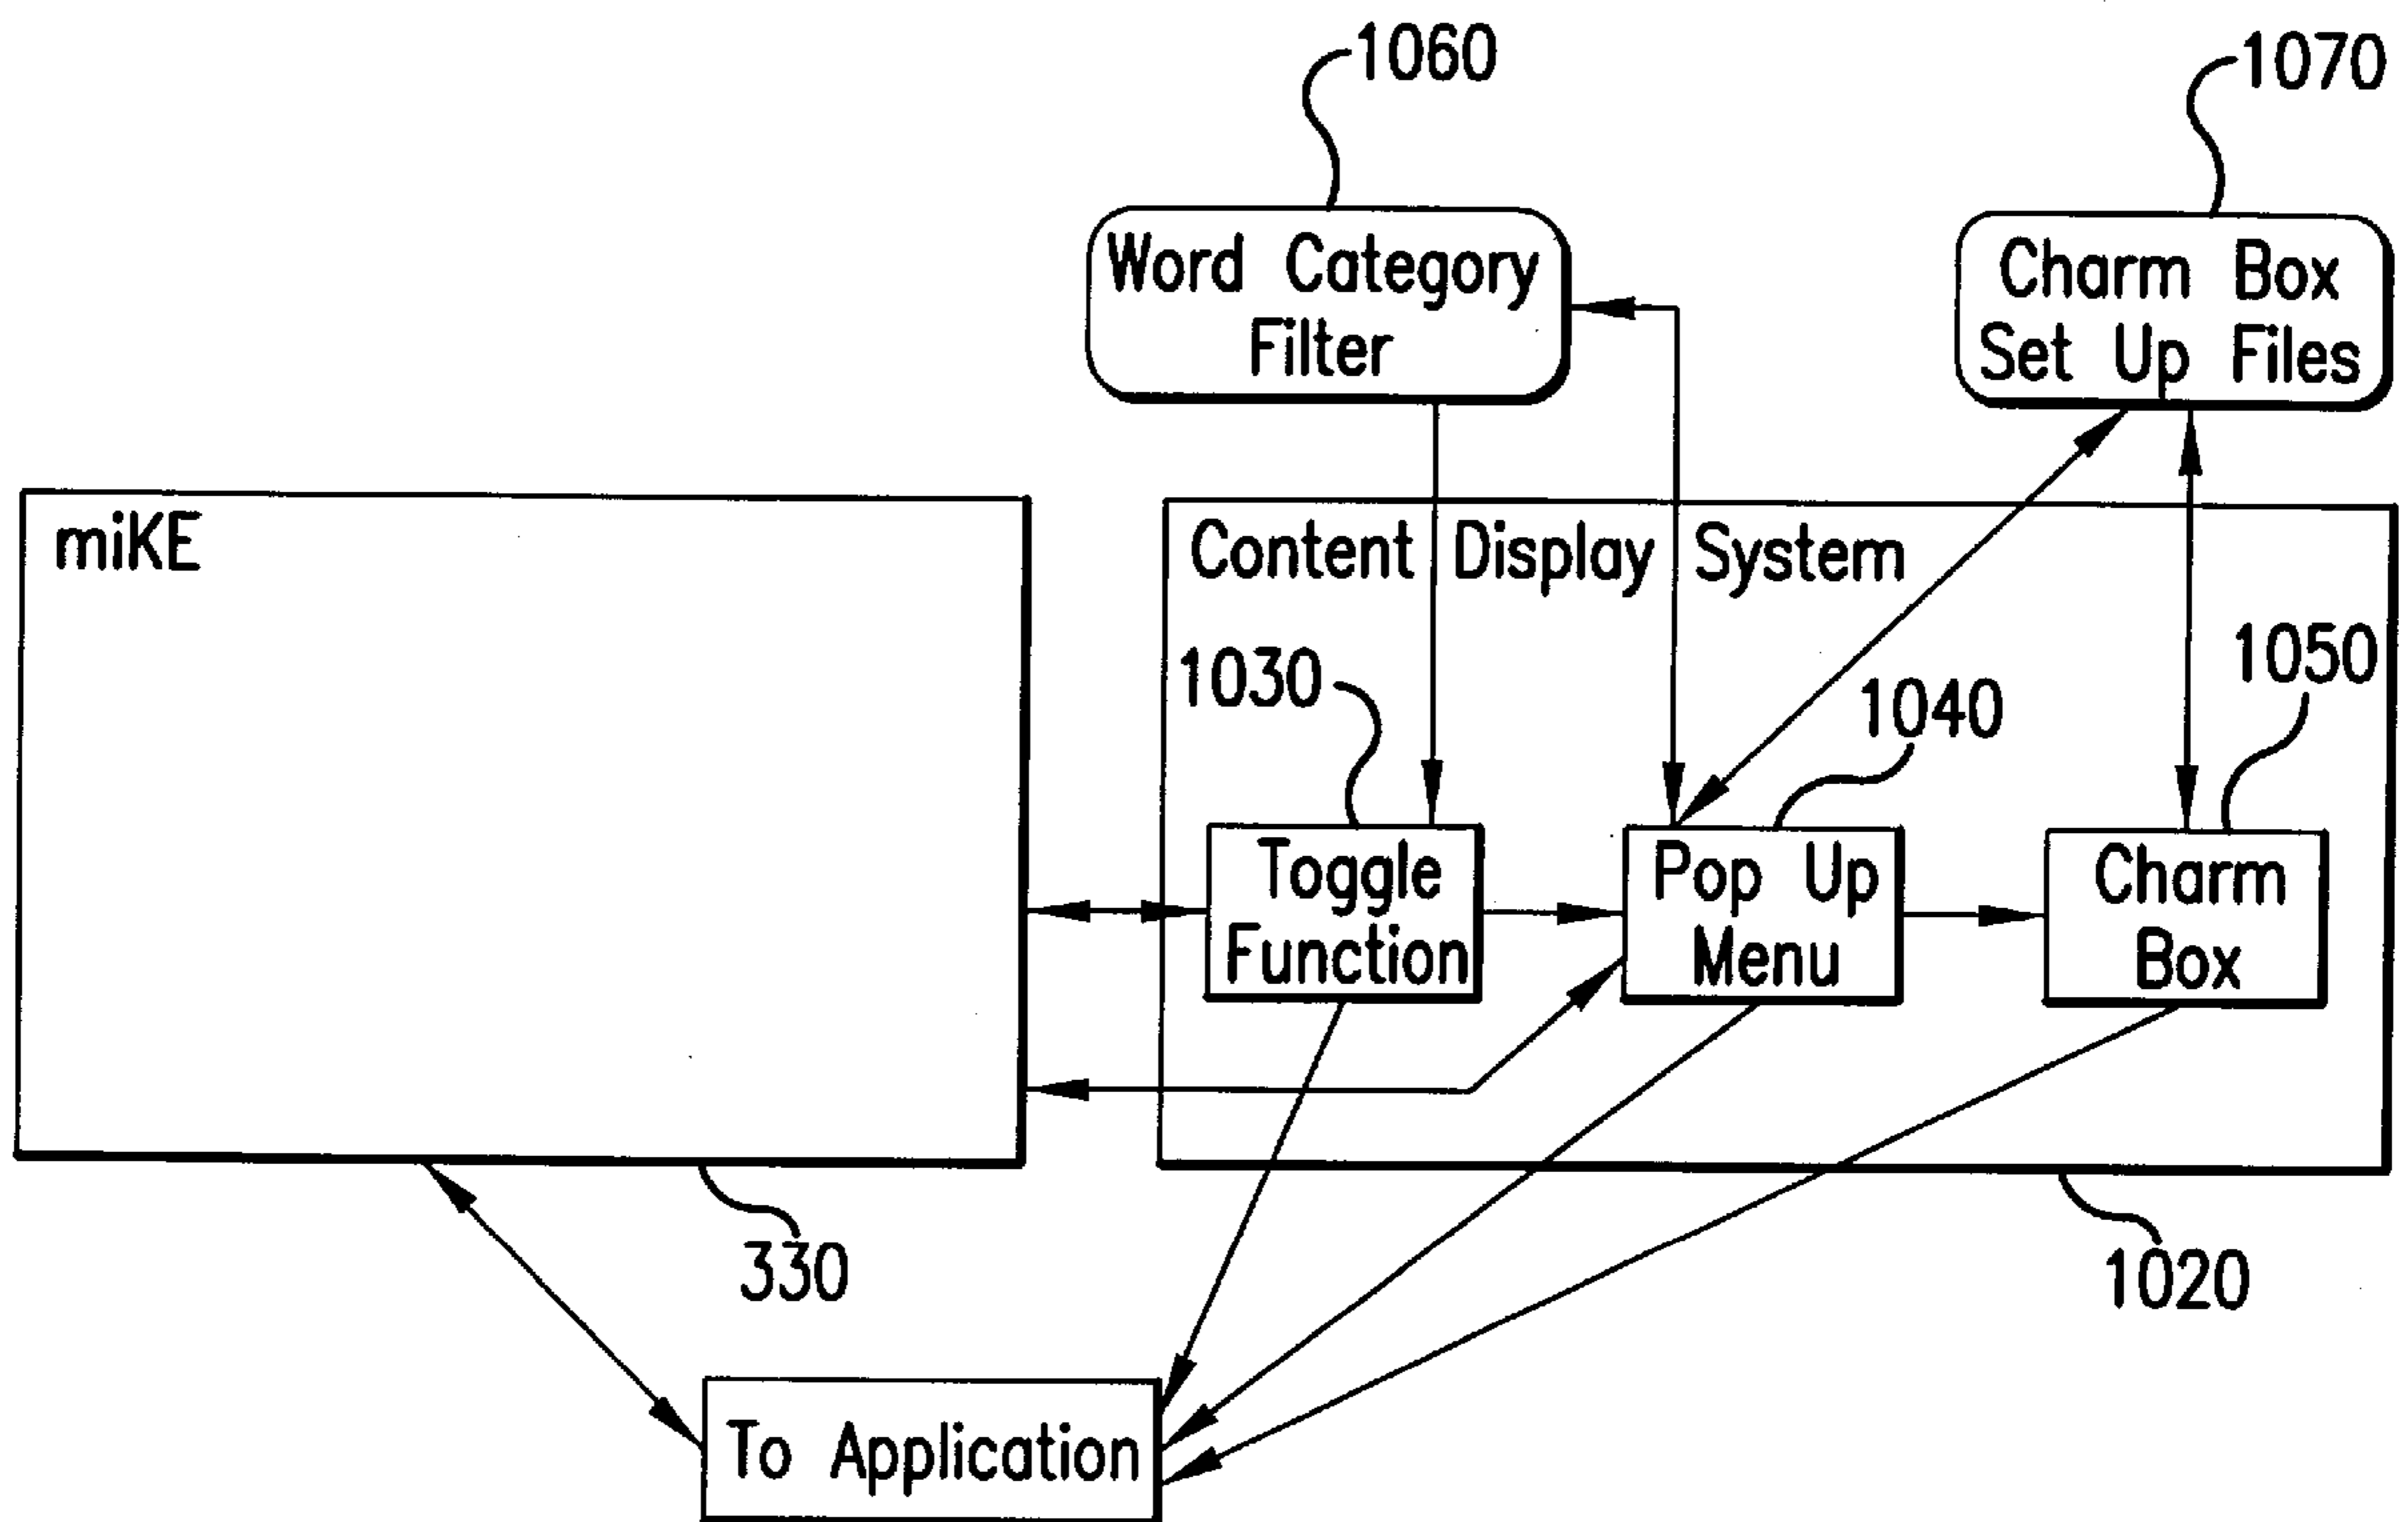 1060
1070
Word Category
Filter
Charm Box
Set Up Files
miKE
Content Display System
1030
1040
1050
Toggle
Function
Pop Up
Menu
Charm
Box
330
1020
To Application